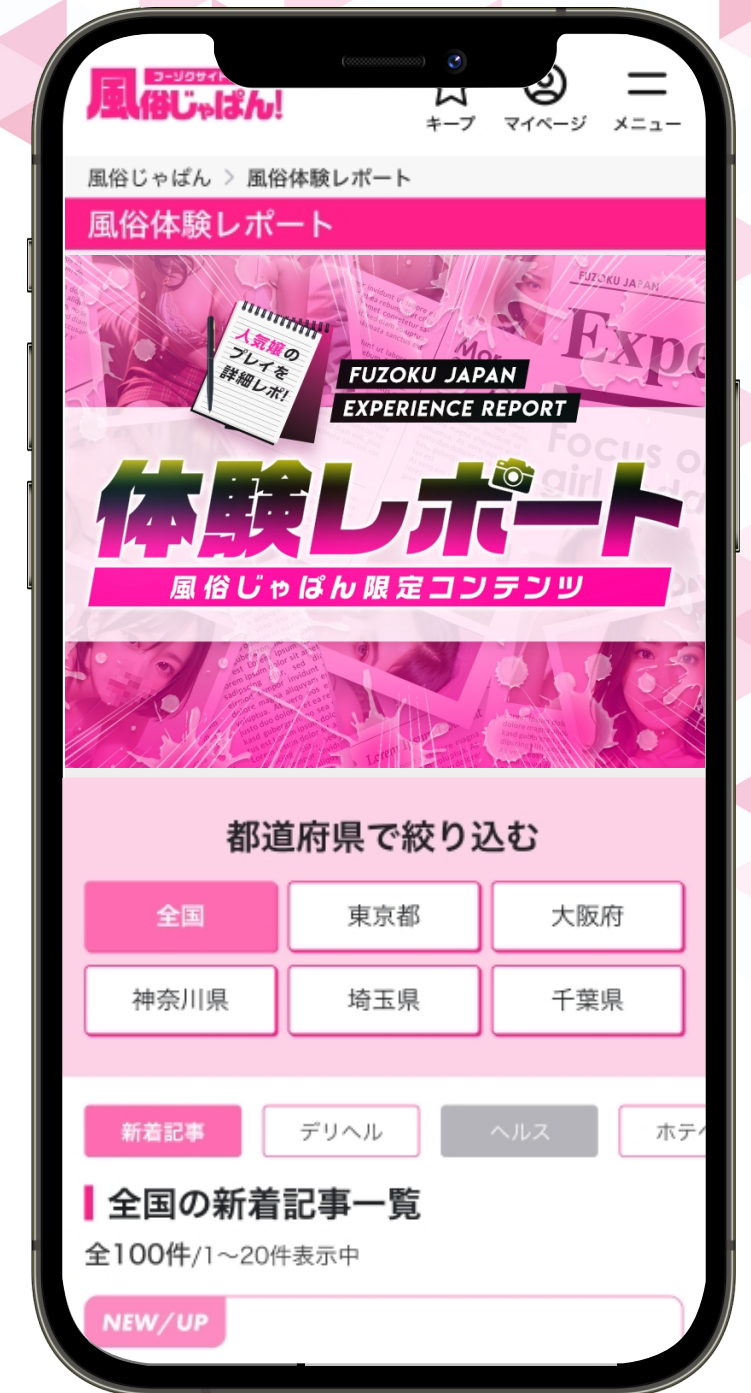 フーゾクサイト
風俗じゃぱん!
キープ
マイページ
メニュー
風俗じゃぱん > 風俗体験レポート
風俗体験レポート
FUZOKU JAPAN
Expe
人気嬢の
プレイを
詳細レポ!
FUZOKU JAPAN
EXPERIENCE REPORT
Focus o
girl
体験レポート
風俗じゃぱん限定コンテンツ
都道府県で絞り込む
全国
東京都
大阪府
神奈川県
埼玉県
千葉県
新着記事
デリヘル
ヘルス
ホテ
全国の新着記事一覧
全100件/1〜20件表示中
NEW/UP